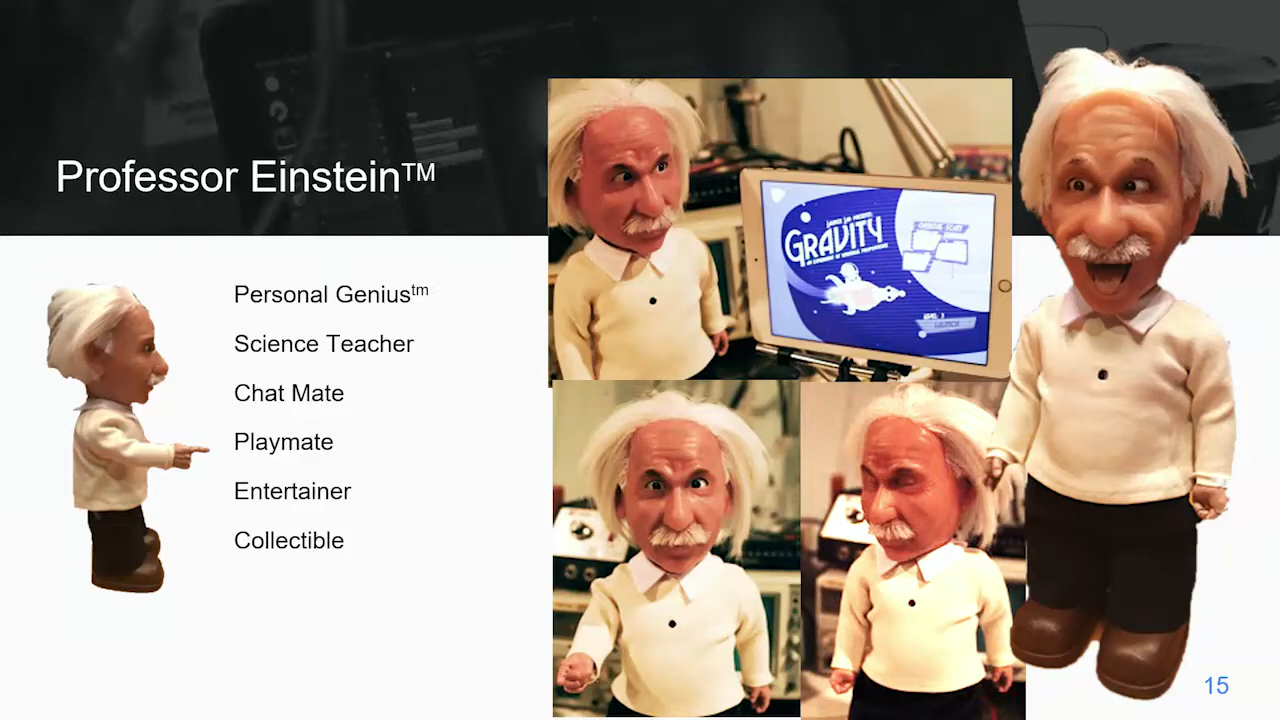 Professor Einstein™
Personal Genius™
Science Teacher
Chat Mate
Playmate
Entertainer
Collectible
GRAVITY
15